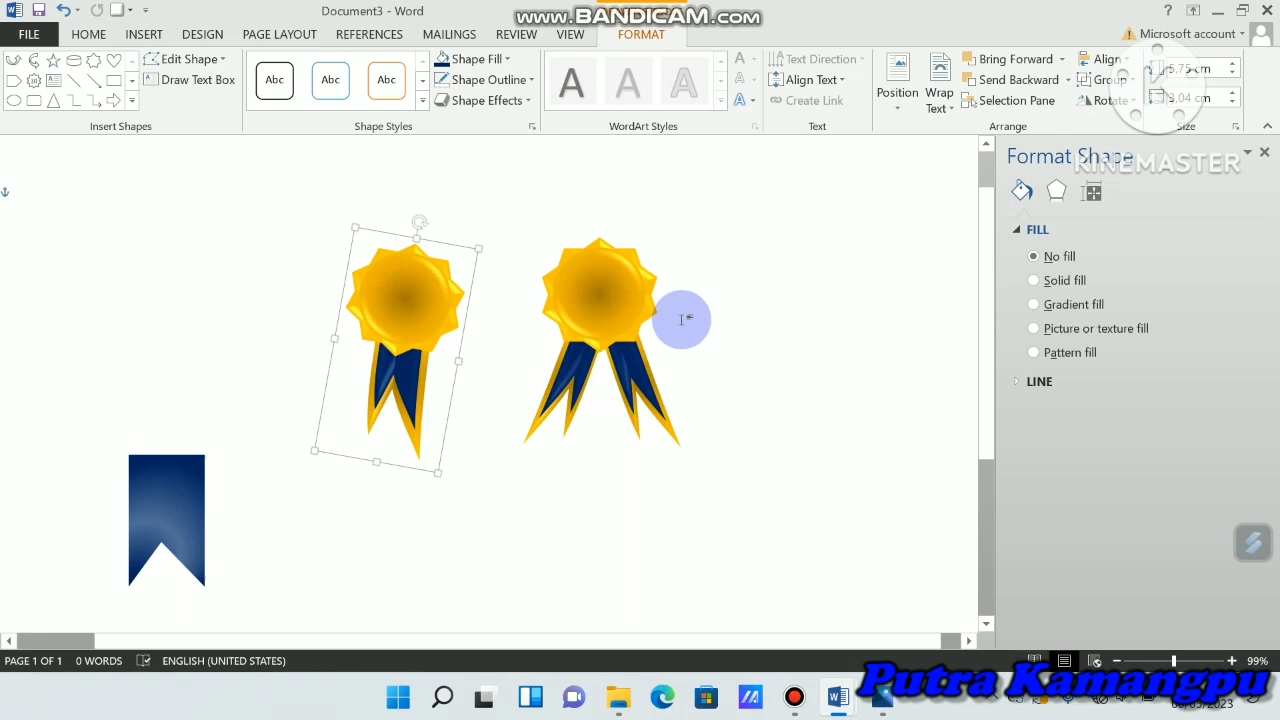 Document3 - Word
www.BANDICAM.com
FORMAT
FILE HOME INSERT DESIGN PAGE LAYOUT REFERENCES MAILINGS REVIEW VIEW FORMAT Microsoft account
Edit Shape
Draw Text Box
Insert Shapes
Abc Abc Abc
Shape Fill
Shape Outline
Shape Effects
Shape Styles
A A A
WordArt Styles
Text Direction
Align Text
Create Link
Text
Position
Wrap Text
Bring Forward
Send Backward
Selection Pane
Align
Group
Rotate
Arrange
5,75 cm
3,04 cm
Size
Format Shape
KINEMASTER
FILL
No fill
Solid fill
Gradient fill
Picture or texture fill
Pattern fill
LINE
PAGE 1 OF 1 0 WORDS ENGLISH (UNITED STATES) 99%
Putra Kamangpu